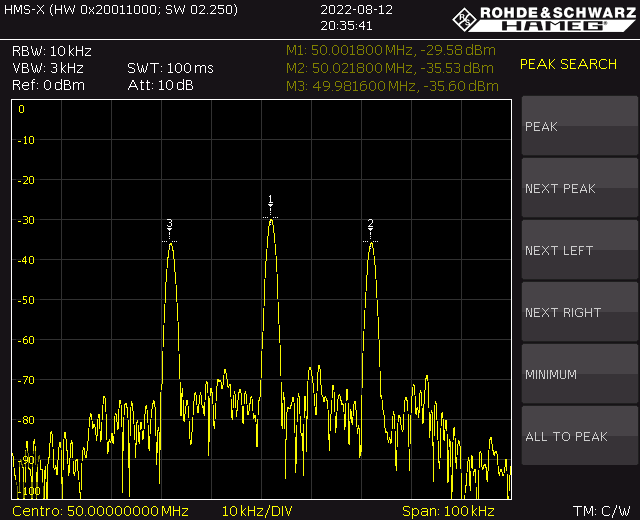 HMS-X (HW 0x20011000; SW 02.250)
2022-08-12
20:35:41
ROHDE&SCHWARZ
HAMEG
RBW: 10 kHz
VBW: 3 kHz
SWT: 100 ms
Ref: 0 dBm
Att: 10 dB
M1: 50.001800 MHz, -29.58 dBm
M2: 50.021800 MHz, -35.53 dBm
M3: 49.981600 MHz, -35.60 dBm
PEAK SEARCH
0
-10
-20
-30
-40
-50
-60
-70
-80
-90
-100
3
1
2
PEAK
NEXT PEAK
NEXT LEFT
NEXT RIGHT
MINIMUM
ALL TO PEAK
Centro: 50.00000000 MHz
10 kHz/DIV
Span: 100 kHz
TM: C/W